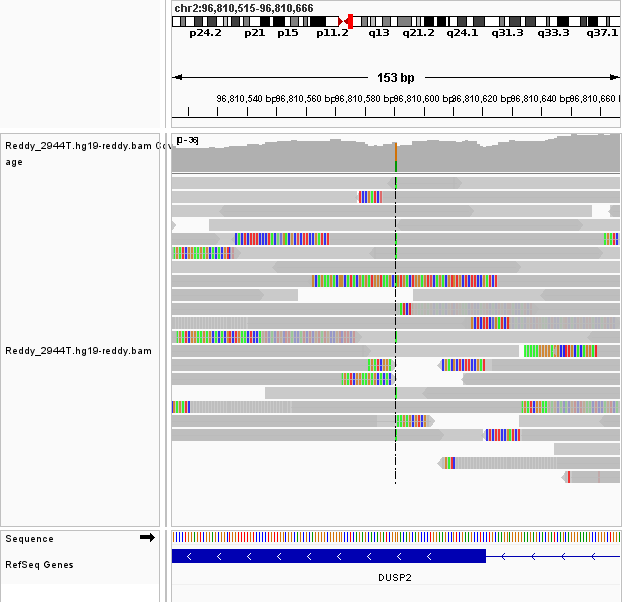 chr2:96,810,515-96,810,666
p24.2 p21 p15 p11.2 q13 q21.2 q24.1 q31.3 q33.3 q37.1
153 bp
96,810,540 bp 96,810,560 bp 96,810,580 bp 96,810,600 bp 96,810,620 bp 96,810,640 bp 96,810,660 b
Reddy_2944T.hg19-reddy.bam Cov
age
[0-36]
Reddy_2944T.hg19-reddy.bam
Sequence
RefSeq Genes
DUSP2